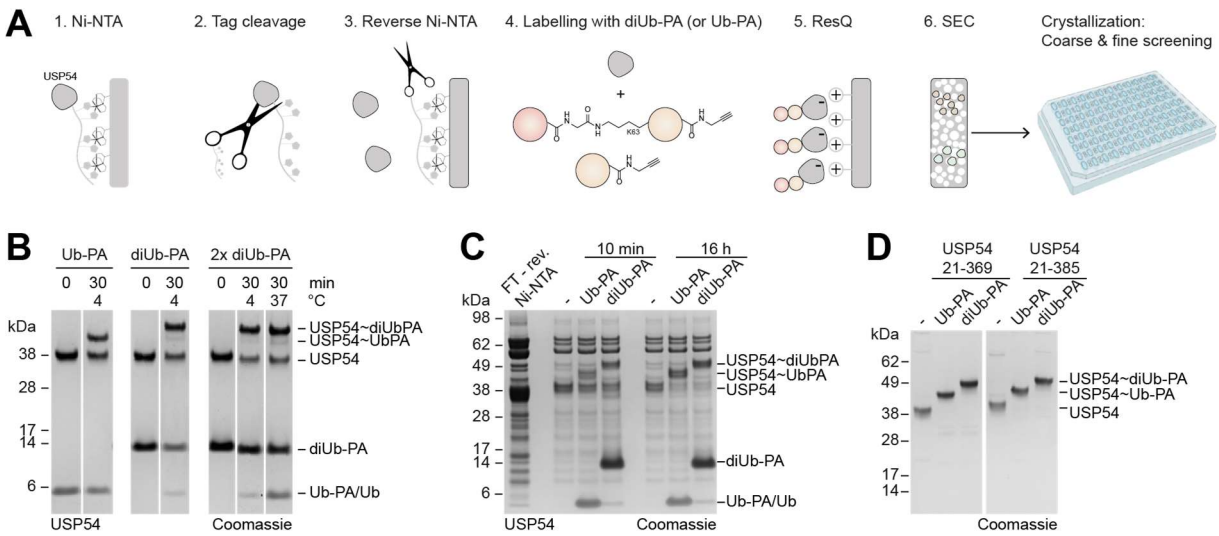 A
1. Ni-NTA
2. Tag cleavage
3. Reverse Ni-NTA
4. Labelling with diUb-PA (or Ub-PA)
5. ResQ
6. SEC
Crystallization:
Coarse & fine screening
USP54
+
H
N
O
O
N
H
K63
O
H
N
O
H
N
-
-
-
+
+
+
+
B
Ub-PA
diUb-PA
2x diUb-PA
0 30 0 30 0 30 30 min
4 4 4 37 °C
kDa
38
28
17
14
6
USP54~diUbPA
USP54~UbPA
USP54
diUb-PA
Ub-PA/Ub
USP54
Coomassie
C
FT - rev.
Ni-NTA
10 min
16 h
- Ub-PA diUb-PA - Ub-PA diUb-PA
kDa
98
62
49
38
28
17
14
6
USP54~diUbPA
USP54~UbPA
USP54
diUb-PA
Ub-PA/Ub
USP54
Coomassie
D
USP54
21-369
USP54
21-385
- Ub-PA diUb-PA - Ub-PA diUb-PA
kDa
62
49
38
28
17
14
USP54~diUb-PA
USP54~Ub-PA
USP54
Coomassie